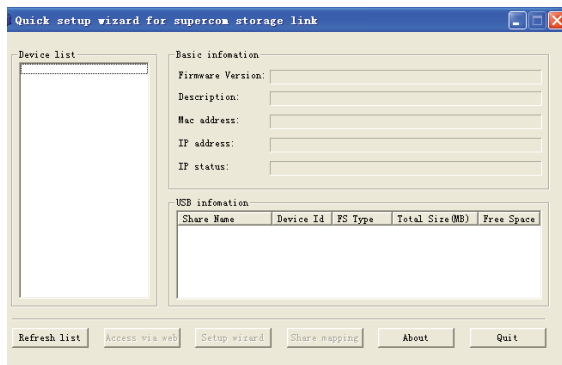 Quick setup wizard for supercom storage link
Device list
Basic infomation
Firmware Version:
Description:
Mac address:
IP address:
IP status:
USB infomation
Share Name Device Id FS Type Total Size(MB) Free Space
Refresh list Access via web Setup wizard Share mapping About Quit